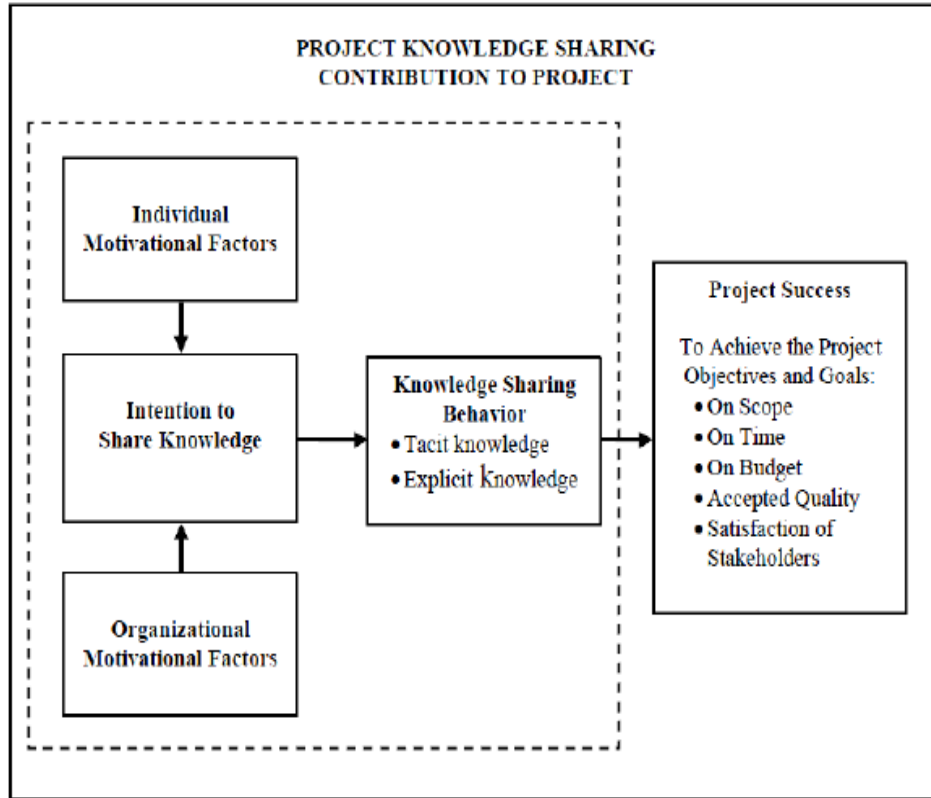 PROJECT KNOWLEDGE SHARING
CONTRIBUTION TO PROJECT
Individual
Motivational Factors
Intention to
Share Knowledge
Organizational
Motivational Factors
Knowledge Sharing
Behavior
• Tacit knowledge
• Explicit knowledge
Project Success
To Achieve the Project
Objectives and Goals:
• On Scope
• On Time
• On Budget
• Accepted Quality
• Satisfaction of
Stakeholders